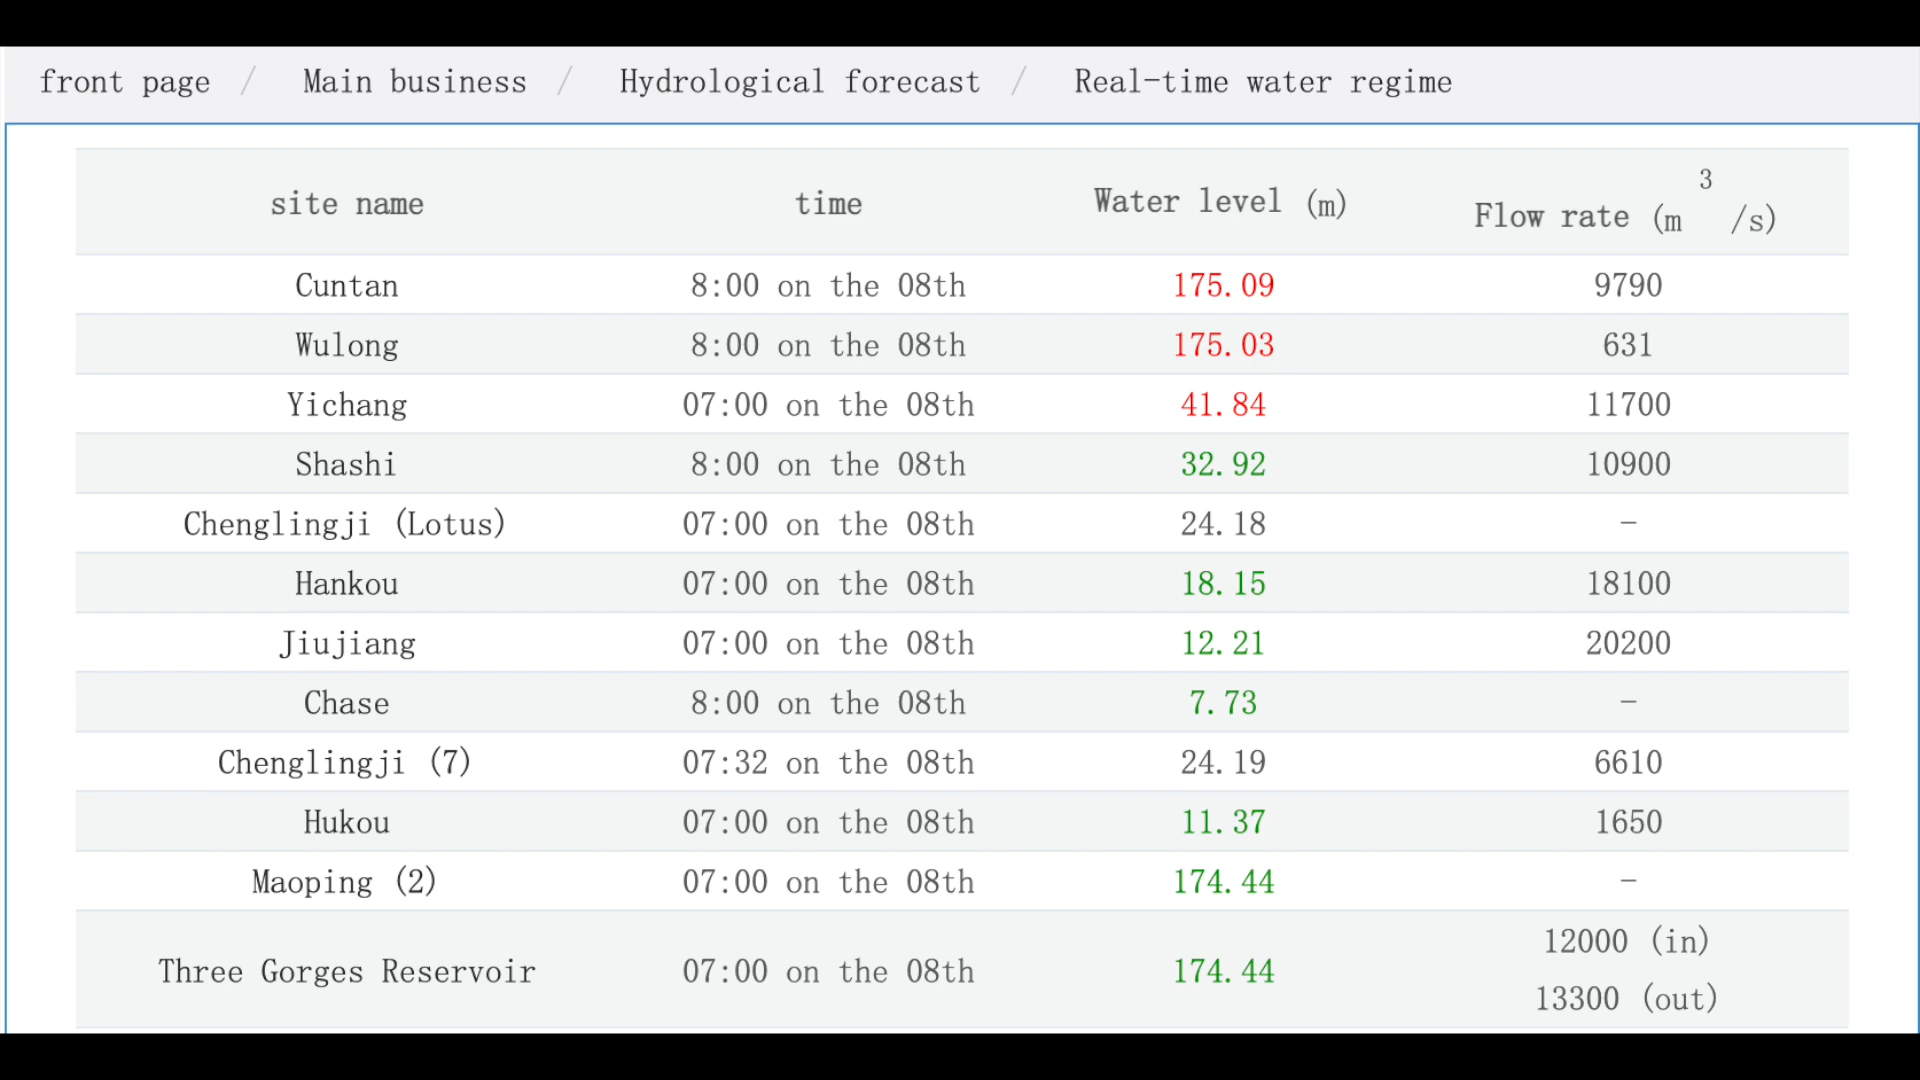 front page / Main business / Hydrological forecast / Real-time water regime
site name time Water level (m) Flow rate (m³/s)
Cuntan 8:00 on the 08th 175.09 9790
Wulong 8:00 on the 08th 175.03 631
Yichang 07:00 on the 08th 41.84 11700
Shashi 8:00 on the 08th 32.92 10900
Chenglingji (Lotus) 07:00 on the 08th 24.18 -
Hankou 07:00 on the 08th 18.15 18100
Jiujiang 07:00 on the 08th 12.21 20200
Chase 8:00 on the 08th 7.73 -
Chenglingji (7) 07:32 on the 08th 24.19 6610
Hukou 07:00 on the 08th 11.37 1650
Maoping (2) 07:00 on the 08th 174.44 -
Three Gorges Reservoir 07:00 on the 08th 174.44 12000 (in)
13300 (out)